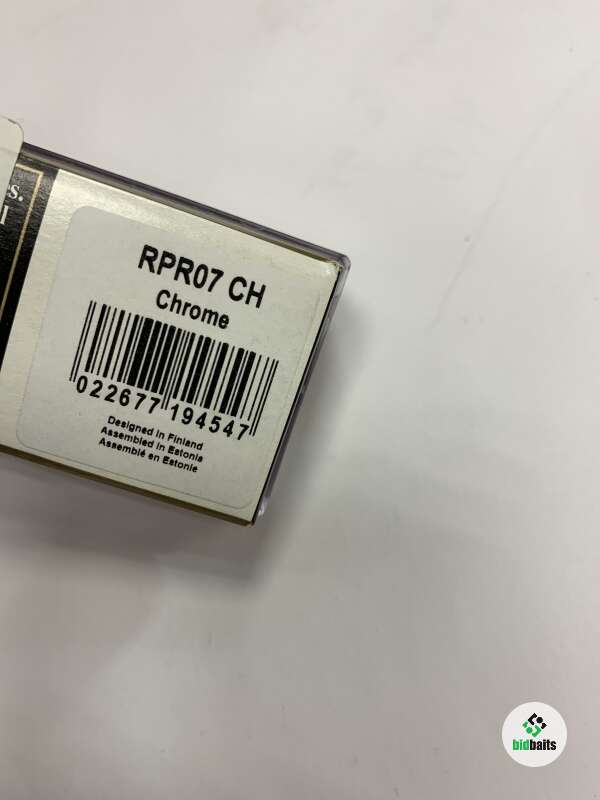 s.
l
RPR07 CH
Chrome
022677 194547
Designed in Finland
Assembled in Estonia
Assemblé en Estonie
bidbaits